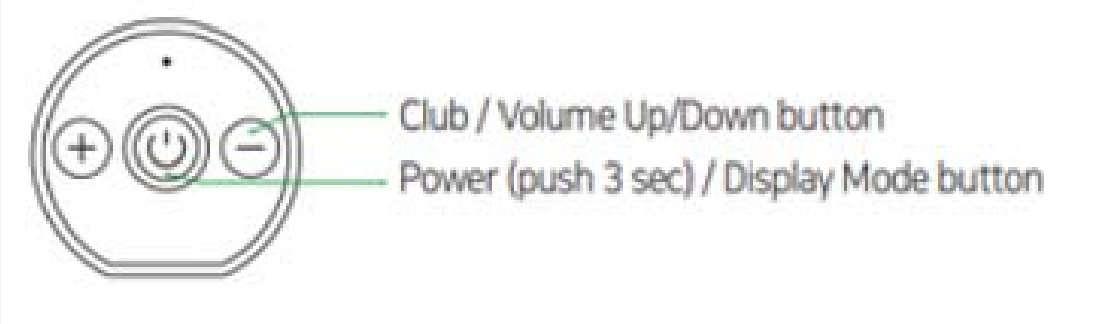 Club / Volume Up/Down button
Power (push 3 sec) / Display Mode button